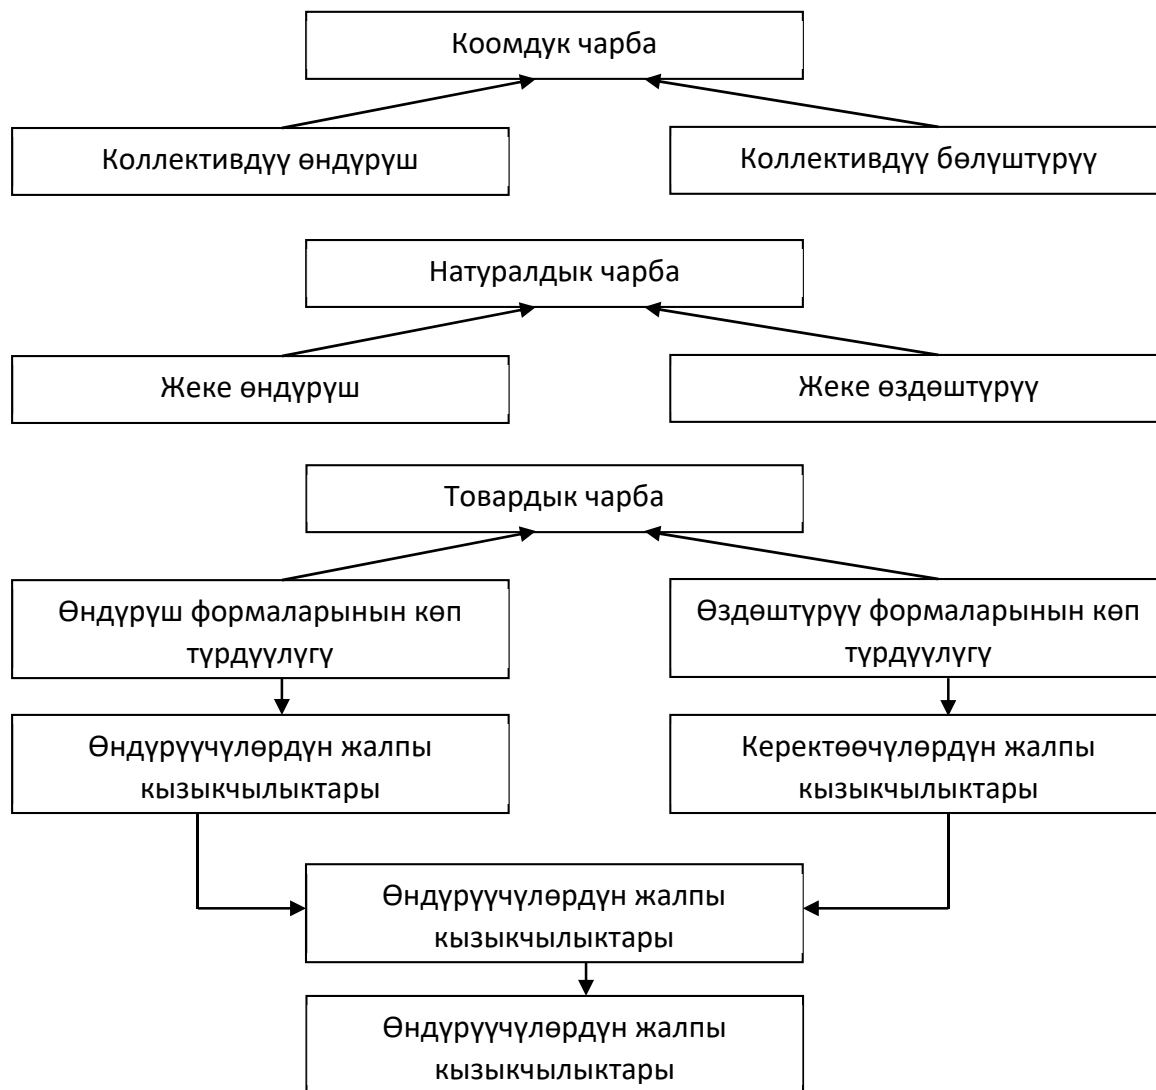 Коомдук чарба
Коллективдүү өндүрүш
Коллективдүү бөлүштүрүү
Натуралдык чарба
Жеке өндүрүш
Жеке өздөштүрүү
Товардык чарба
Өндүрүш формаларынын көп
түрдүүлүгү
Өздөштүрүү формаларынын көп
түрдүүлүгү
Өндүрүүчүлөрдүн жалпы
кызыкчылыктары
Керектөөчүлөрдүн жалпы
кызыкчылыктары
Өндүрүүчүлөрдүн жалпы
кызыкчылыктары
Өндүрүүчүлөрдүн жалпы
кызыкчылыктары